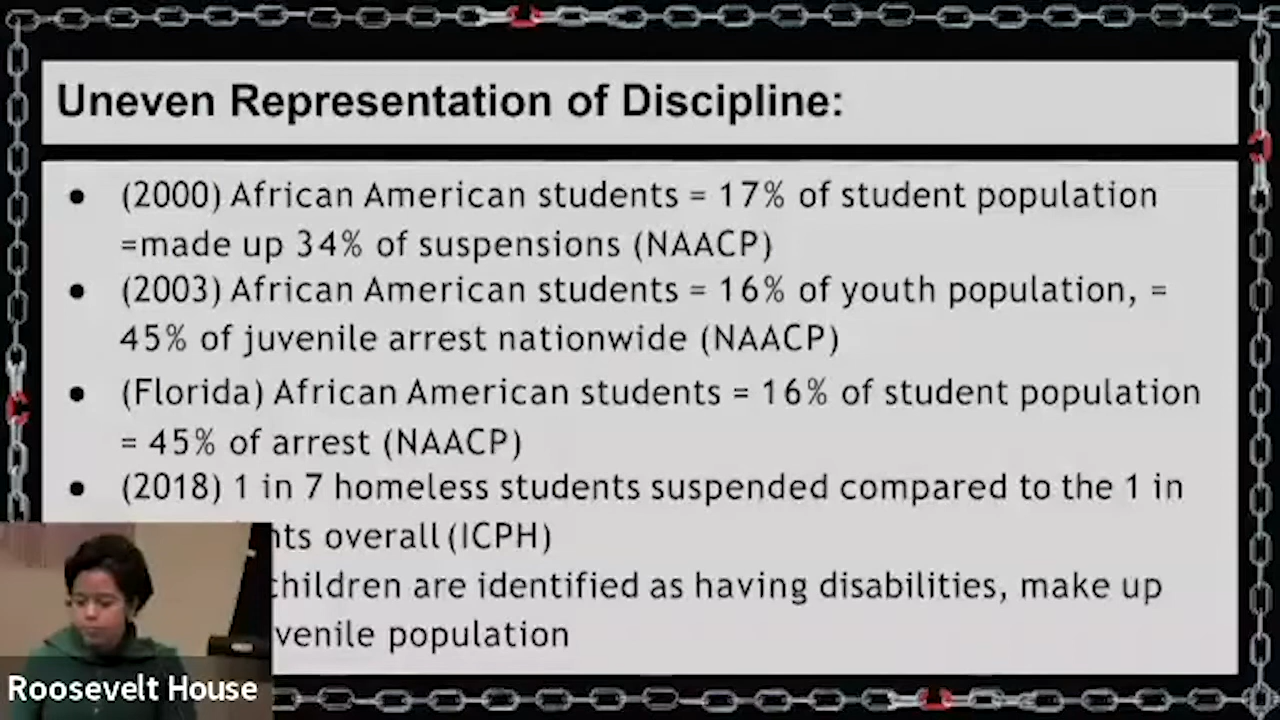 Uneven Representation of Discipline:
● (2000) African American students = 17% of student population
=made up 34% of suspensions (NAACP)
● (2003) African American students = 16% of youth population, =
45% of juvenile arrest nationwide (NAACP)
● (Florida) African American students = 16% of student population
= 45% of arrest (NAACP)
● (2018) 1 in 7 homeless students suspended compared to the 1 in
overall (ICPH)
children are identified as having disabilities, make up
population
Roosevelt House